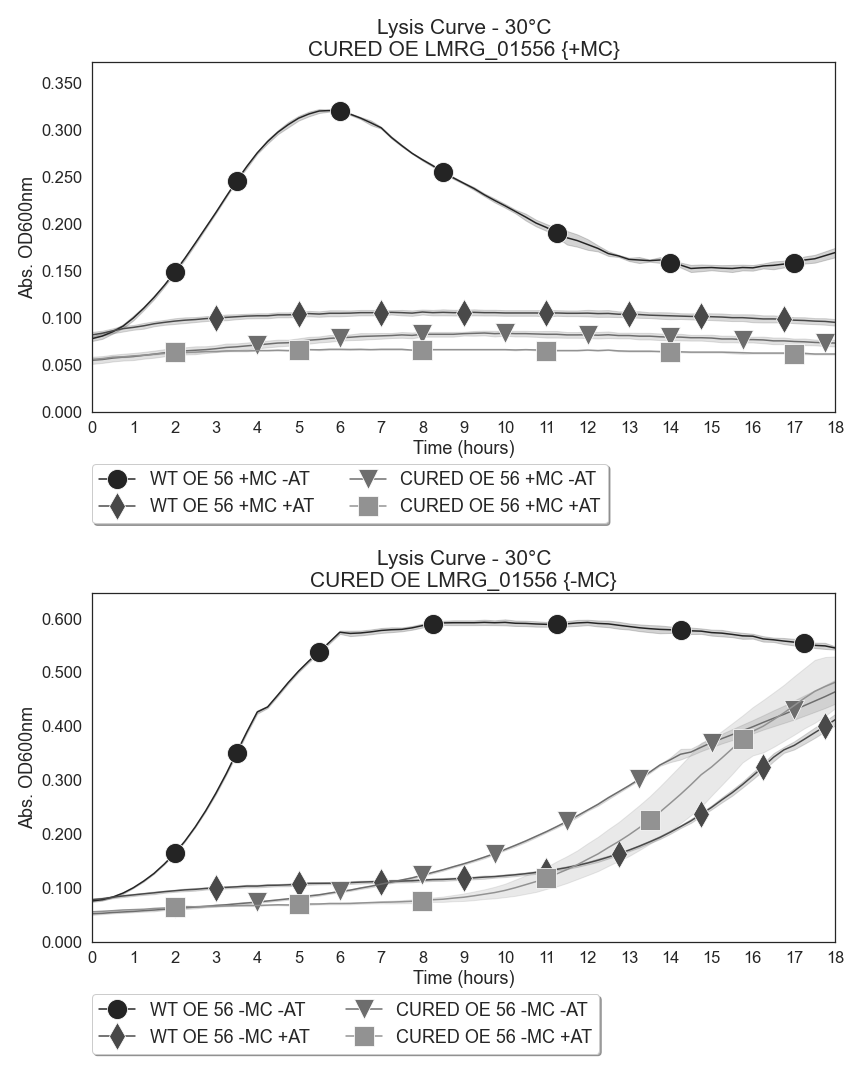 Lysis Curve - 30°C
CURED OE LMRG_01556 {+MC}
0.350
0.300
0.250
0.200
0.150
0.100
0.050
0.000
Abs. OD600nm
0 1 2 3 4 5 6 7 8 9 10 11 12 13 14 15 16 17 18
Time (hours)
WT OE 56 +MC -AT CURED OE 56 +MC -AT
WT OE 56 +MC +AT CURED OE 56 +MC +AT
Lysis Curve - 30°C
CURED OE LMRG_01556 {-MC}
0.600
0.500
0.400
0.300
0.200
0.100
0.000
Abs. OD600nm
0 1 2 3 4 5 6 7 8 9 10 11 12 13 14 15 16 17 18
Time (hours)
WT OE 56 -MC -AT CURED OE 56 -MC -AT
WT OE 56 -MC +AT CURED OE 56 -MC +AT